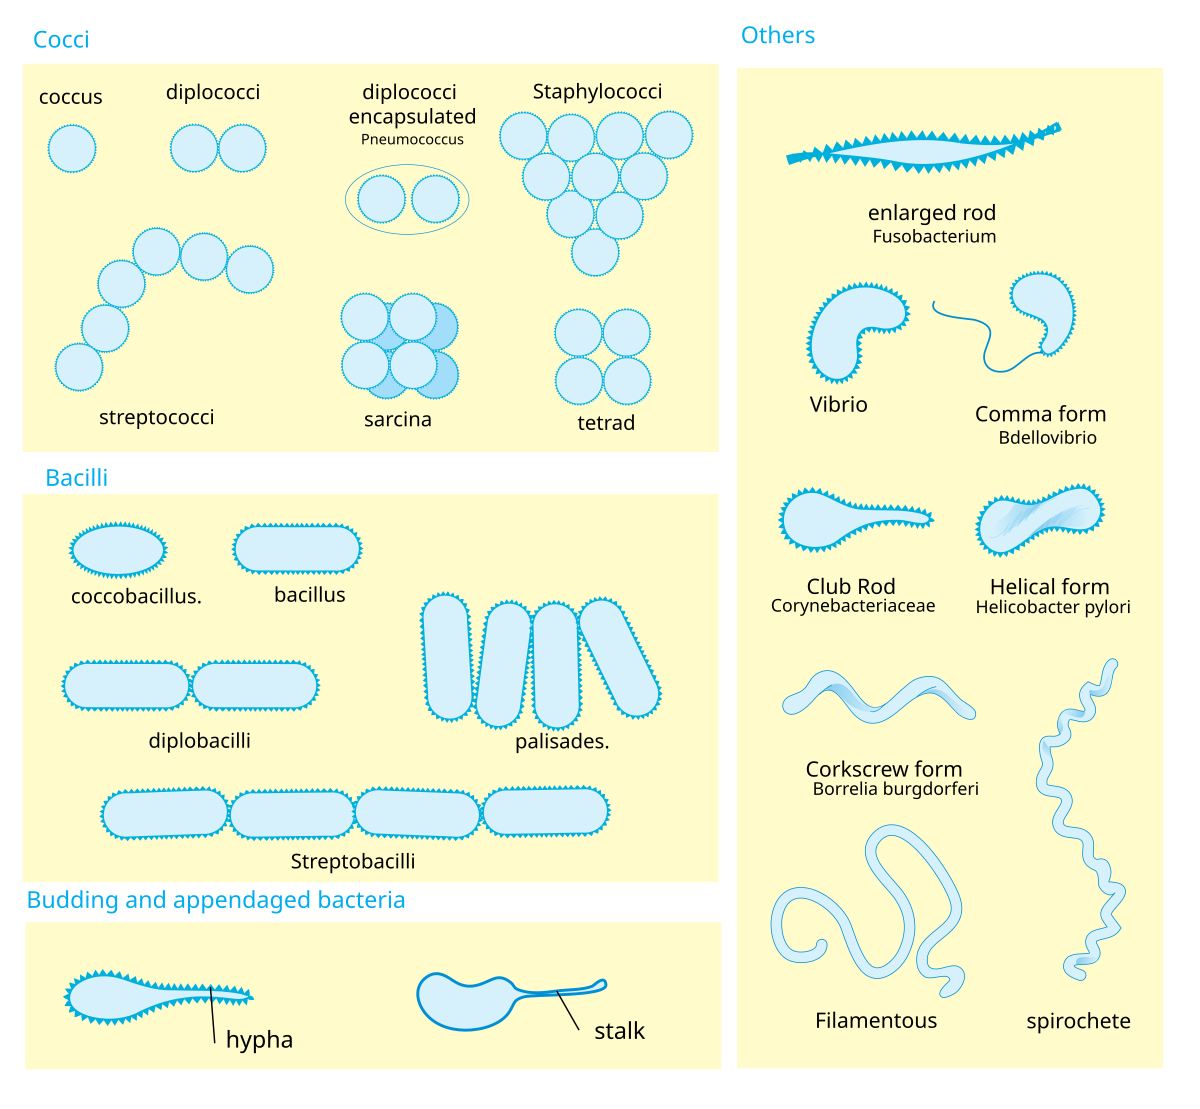 Cocci
coccus
diplococci
diplococci
encapsulated
Pneumococcus
Staphylococci
streptococci
sarcina
tetrad
Bacilli
coccobacillus.
bacillus
diplobacilli
palisades.
Streptobacilli
Budding and appendaged bacteria
hypha
stalk
Others
enlarged rod
Fusobacterium
Vibrio
Comma form
Bdellovibrio
Club Rod
Corynebacteriaceae
Helical form
Helicobacter pylori
Corkscrew form
Borrelia burgdorferi
Filamentous
spirochete